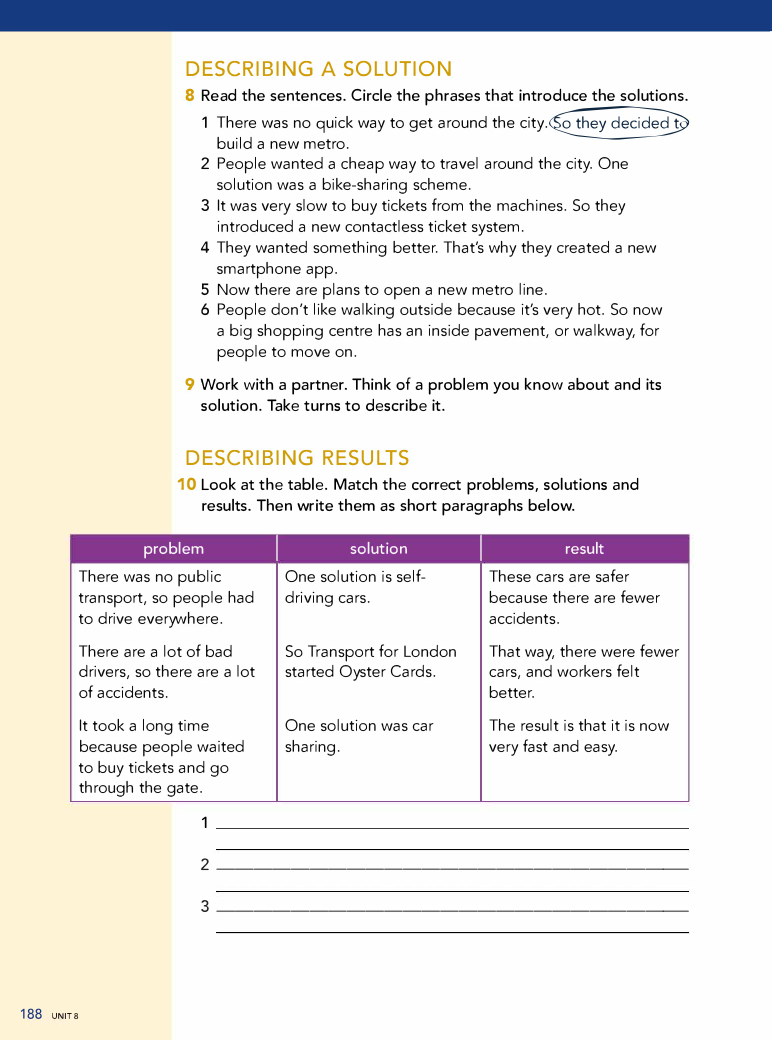 DESCRIBING A SOLUTION
8 Read the sentences. Circle the phrases that introduce the solutions.
1 There was no quick way to get around the city. So they decided to
build a new metro.
2 People wanted a cheap way to travel around the city. One
solution was a bike-sharing scheme.
3 It was very slow to buy tickets from the machines. So they
introduced a new contactless ticket system.
4 They wanted something better. That's why they created a new
smartphone app.
5 Now there are plans to open a new metro line.
6 People don't like walking outside because it's very hot. So now
a big shopping centre has an inside pavement, or walkway, for
people to move on.
9 Work with a partner. Think of a problem you know about and its
solution. Take turns to describe it.
DESCRIBING RESULTS
10 Look at the table. Match the correct problems, solutions and
results. Then write them as short paragraphs below.
problem solution result
There was no public One solution is self- These cars are safer
transport, so people had driving cars. because there are fewer
to drive everywhere. accidents.
There are a lot of bad So Transport for London That way, there were fewer
drivers, so there are a lot started Oyster Cards. cars, and workers felt
of accidents. better.
It took a long time One solution was car The result is that it is now
because people waited sharing. very fast and easy.
to buy tickets and go
through the gate.
1
2
3
188 UNIT 8